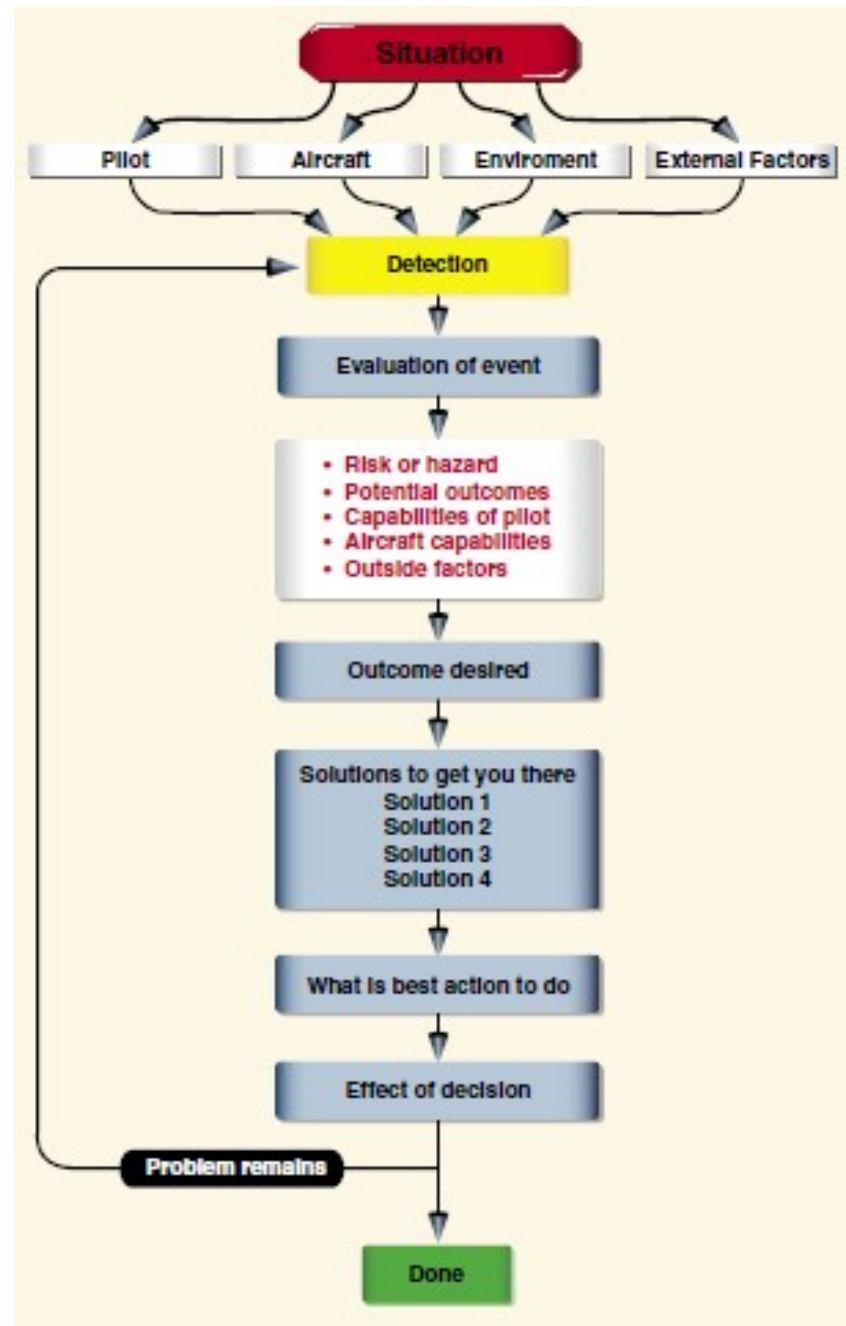 Situation
Pilot
Aircraft
Enviroment
External Factors
Detection
Evaluation of event
• Risk or hazard
• Potential outcomes
• Capabilities of pilot
• Aircraft capabilities
• Outside factors
Outcome desired
Solutions to get you there
Solution 1
Solution 2
Solution 3
Solution 4
What is best action to do
Effect of decision
Problem remains
Done